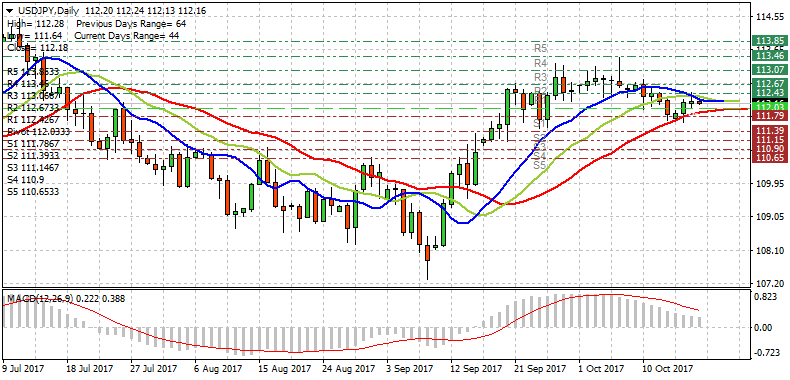 USDJPY,Daily 112.20 112.24 112.13 112.16
High= 112.28 Previous Days Range= 64
Low= 111.64 Current Days Range= 44
Close= 112.18
R5 113.8533
R3 113.0667
R2 112.6733
R1 112.4267
Pivot 112.0333
S1 111.7867
S2 111.3933
S3 111.1467
S4 110.9
S5 110.6533
R5
R4
R3
S5
114.55
113.85
113.46
113.07
112.67
112.43
112.03
111.79
111.39
111.15
110.90
110.65
109.95
109.05
108.10
107.20
MACD(12,26,9) 0.222 0.388
0.823
0.00
-0.723
9 Jul 2017 18 Jul 2017 27 Jul 2017 6 Aug 2017 15 Aug 2017 24 Aug 2017 3 Sep 2017 12 Sep 2017 21 Sep 2017 1 Oct 2017 10 Oct 2017